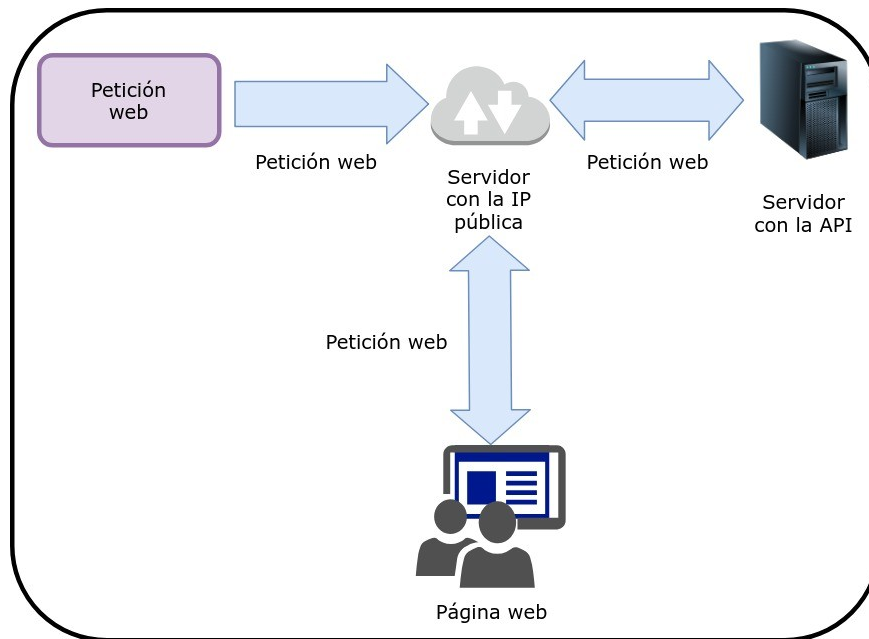 Petición
web
Petición web
Servidor
con la IP
pública
Petición web
Servidor
con la API
Petición web
Página web